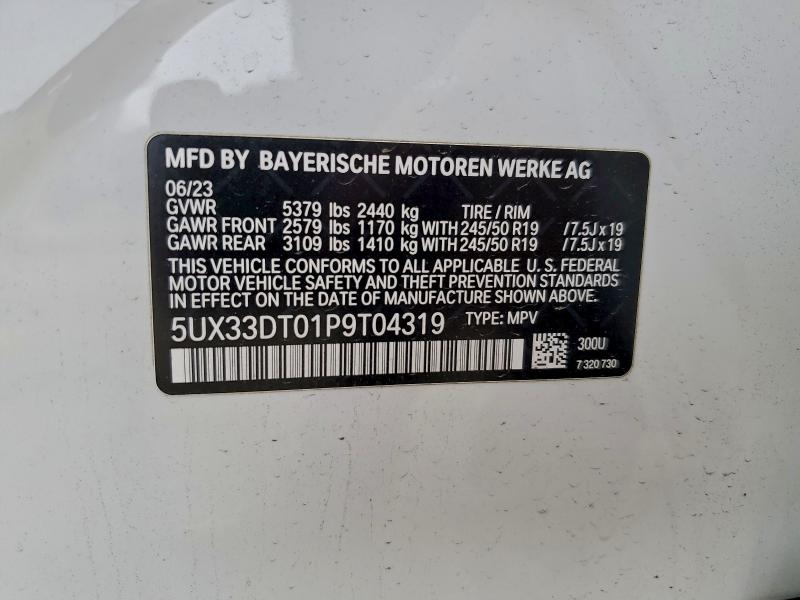 MFD BY BAYERISCHE MOTOREN WERKE AG
06/23
GVWR 5379 lbs 2440 kg TIRE / RIM
GAWR FRONT 2579 lbs 1170 kg WITH 245/50 R19 /7.5J x 19
GAWR REAR 3109 lbs 1410 kg WITH 245/50 R19 /7.5J x 19
THIS VEHICLE CONFORMS TO ALL APPLICABLE U.S. FEDERAL
MOTOR VEHICLE SAFETY AND THEFT PREVENTION STANDARDS
IN EFFECT ON THE DATE OF MANUFACTURE SHOWN ABOVE.
5UX33DT01P9T04319 TYPE: MPV
300U
7 320 730